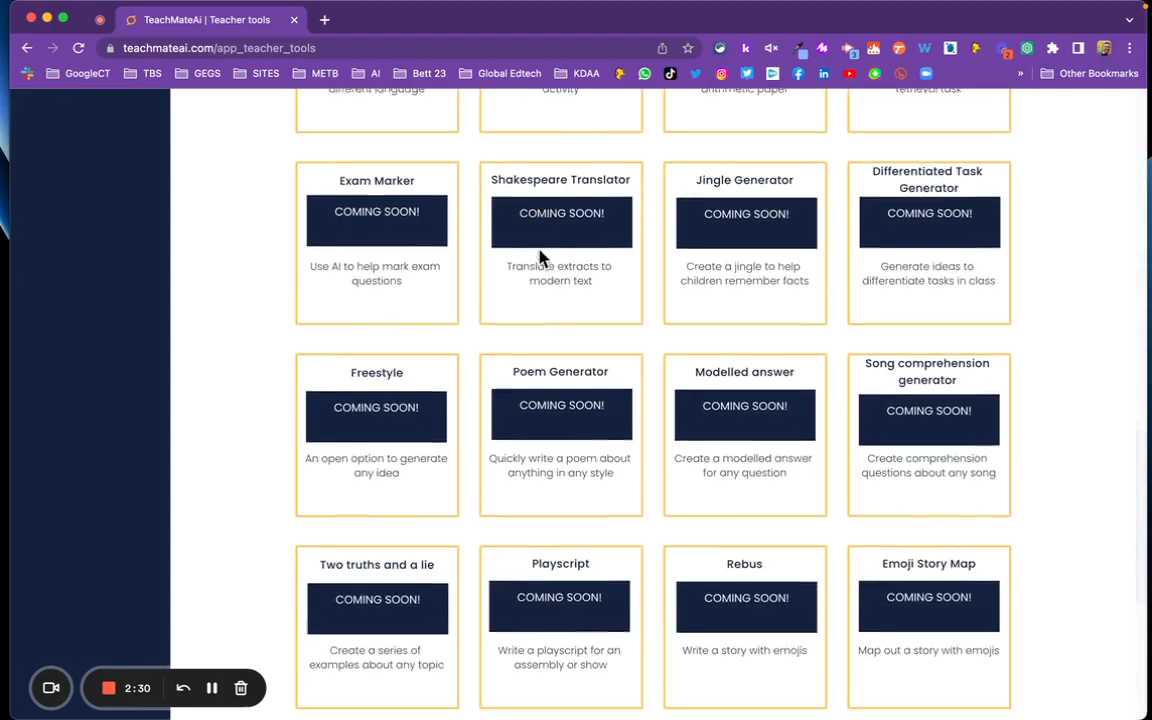 TeachMateAi | Teacher tools
teachmateai.com/app_teacher_tools
GoogleCT TBS GEGS SITES METB AI Bett 23 Global Edtech KDAA » Other Bookmarks
different language activity arithmetic paper retrieval task
Exam Marker
COMING SOON!
Use AI to help mark exam
questions
Shakespeare Translator
COMING SOON!
Translate extracts to
modern text
Jingle Generator
COMING SOON!
Create a jingle to help
children remember facts
Differentiated Task
Generator
COMING SOON!
Generate ideas to
differentiate tasks in class
Freestyle
COMING SOON!
An open option to generate
any idea
Poem Generator
COMING SOON!
Quickly write a poem about
anything in any style
Modelled answer
COMING SOON!
Create a modelled answer
for any question
Song comprehension
generator
COMING SOON!
Create comprehension
questions about any song
Two truths and a lie
COMING SOON!
Create a series of
examples about any topic
Playscript
COMING SOON!
Write a playscript for an
assembly or show
Rebus
COMING SOON!
Write a story with emojis
Emoji Story Map
COMING SOON!
Map out a story with emojis
2:30